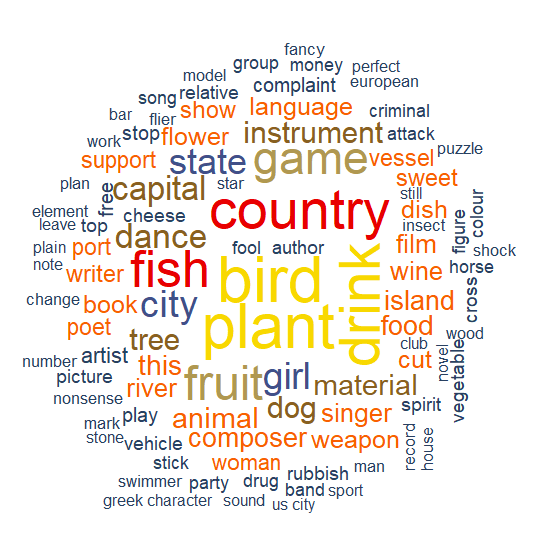 fancy
group
money
perfect
model
relative
complaint
european
song
bar
flier
show
language
criminal
work
stop
flower
instrument
attack
puzzle
support
state
game
vessel
plan
free
capital
star
sweet
still
element
leave
top
cheese
country
dish
insect
figure
colour
plain
port
dance
fool
author
film
shock
note
writer
fish
bird
drink
wine
horse
cross
change
book
city
plant
island
poet
food
wood
number
artist
tree
this
club
novel
vegetable
picture
river
fruit
girl
material
cut
nonsense
dog
spirit
mark
play
animal
singer
stone
vehicle
composer
weapon
record
house
stick
woman
man
swimmer
party
drug
rubbish
band
sport
greek character
sound
us city